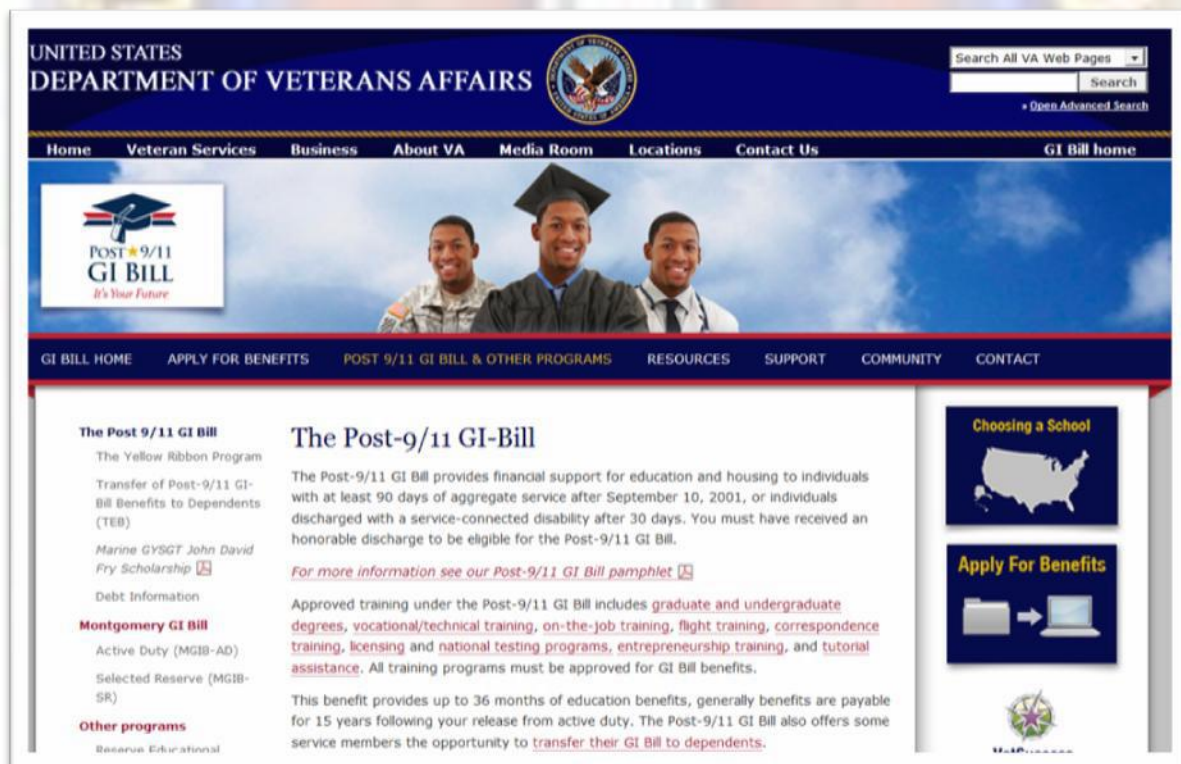 UNITED STATES
DEPARTMENT OF VETERANS AFFAIRS
Search All VA Web Pages
Search
» Open Advanced Search
Home Veteran Services Business About VA Media Room Locations Contact Us GI Bill home
POST 9/11
GI BILL
It's Your Future
GI BILL HOME APPLY FOR BENEFITS POST 9/11 GI BILL & OTHER PROGRAMS RESOURCES SUPPORT COMMUNITY CONTACT
The Post 9/11 GI Bill
The Yellow Ribbon Program
Transfer of Post-9/11 GI-
Bill Benefits to Dependents
(TEB)
Marine GYSGT John David
Fry Scholarship
Debt Information
Montgomery GI Bill
Active Duty (MGIB-AD)
Selected Reserve (MGIB-
SR)
Other programs
Reserve Educational
The Post-9/11 GI-Bill
The Post-9/11 GI Bill provides financial support for education and housing to individuals
with at least 90 days of aggregate service after September 10, 2001, or individuals
discharged with a service-connected disability after 30 days. You must have received an
honorable discharge to be eligible for the Post-9/11 GI Bill.
For more information see our Post-9/11 GI Bill pamphlet
Approved training under the Post-9/11 GI Bill includes graduate and undergraduate
degrees, vocational/technical training, on-the-job training, flight training, correspondence
training, licensing and national testing programs, entrepreneurship training, and tutorial
assistance. All training programs must be approved for GI Bill benefits.
This benefit provides up to 36 months of education benefits, generally benefits are payable
for 15 years following your release from active duty. The Post-9/11 GI Bill also offers some
service members the opportunity to transfer their GI Bill to dependents.
Choosing a School
Apply For Benefits